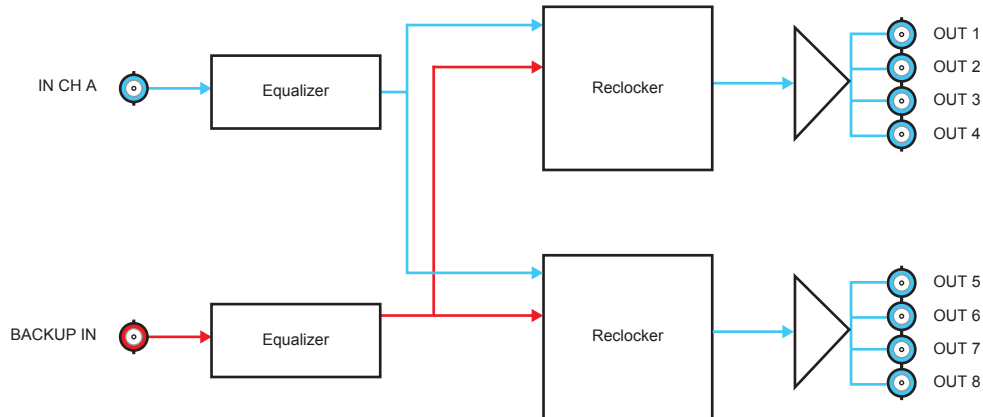 IN CH A
Equalizer
Reclocker
OUT 1
OUT 2
OUT 3
OUT 4
BACKUP IN
Equalizer
Reclocker
OUT 5
OUT 6
OUT 7
OUT 8